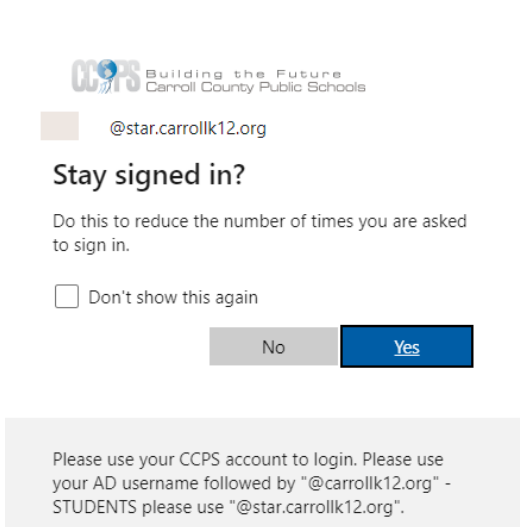 CCPS Building the Future
Carroll County Public Schools
@star.carrollk12.org
Stay signed in?
Do this to reduce the number of times you are asked
to sign in.
Don't show this again
No Yes
Please use your CCPS account to login. Please use
your AD username followed by "@carrollk12.org" -
STUDENTS please use "@star.carrollk12.org".